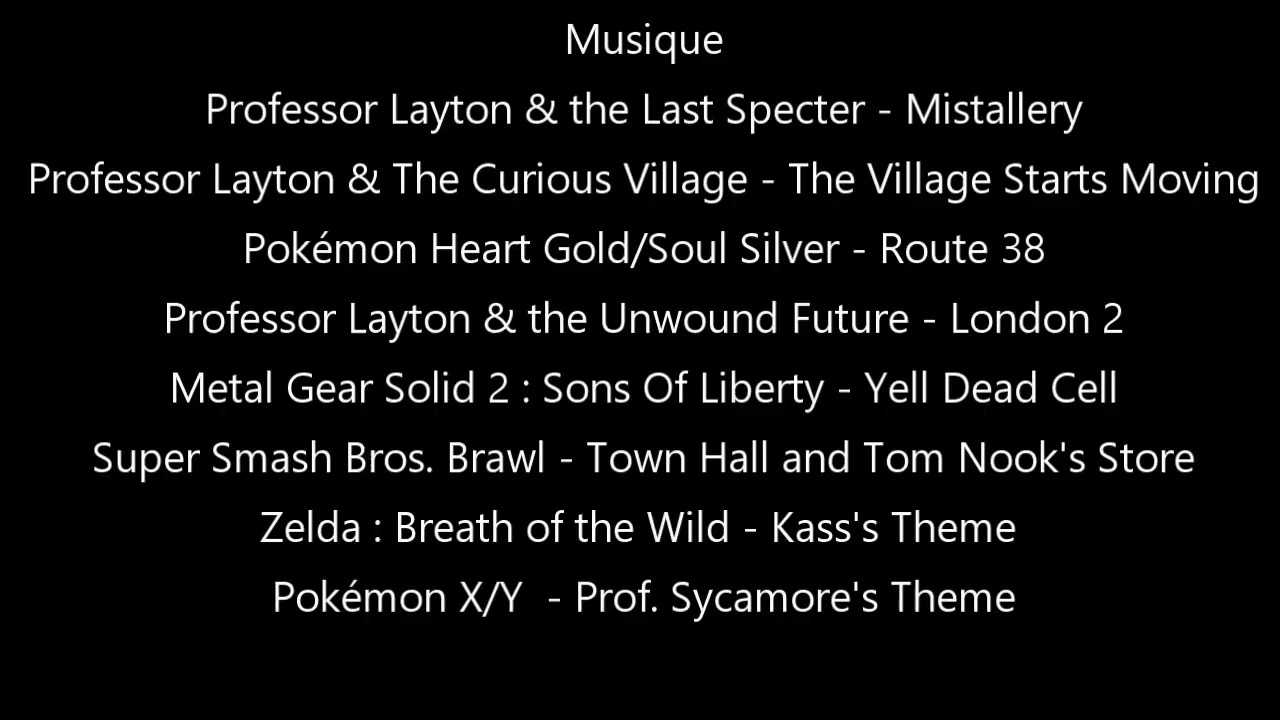 Musique
Professor Layton & the Last Specter - Mistallery
Professor Layton & The Curious Village - The Village Starts Moving
Pokémon Heart Gold/Soul Silver - Route 38
Professor Layton & the Unwound Future - London 2
Metal Gear Solid 2 : Sons Of Liberty - Yell Dead Cell
Super Smash Bros. Brawl - Town Hall and Tom Nook's Store
Zelda : Breath of the Wild - Kass's Theme
Pokémon X/Y  - Prof. Sycamore's Theme